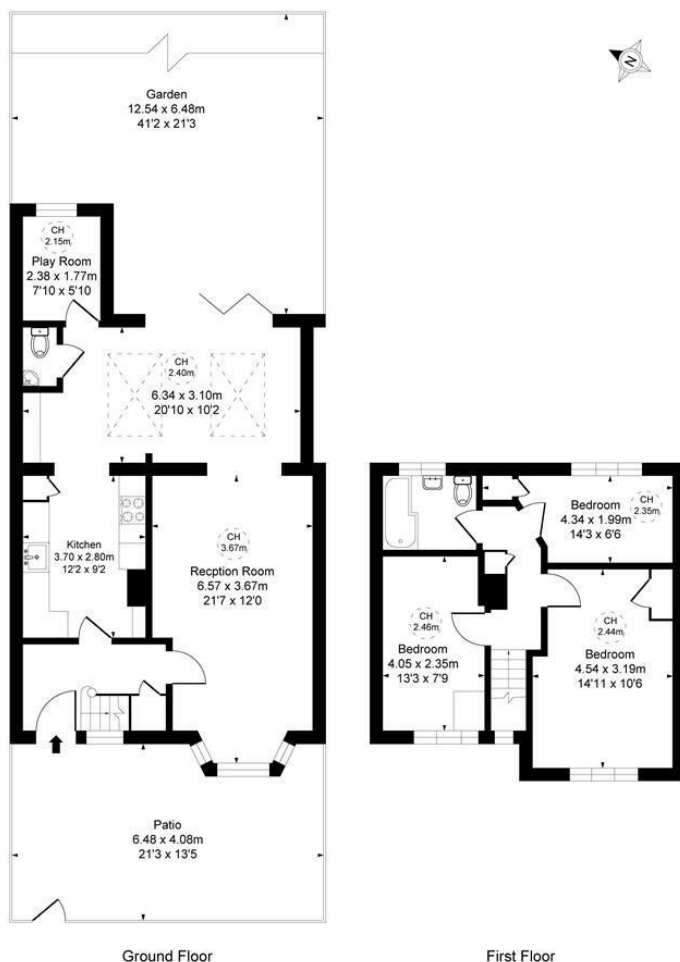 N
Garden
12.54 x 6.48m
41'2 x 21'3
CH
2.15m
Play Room
2.38 x 1.77m
7'10 x 5'10
CH
2.40m
6.34 x 3.10m
20'10 x 10'2
Kitchen
3.70 x 2.80m
12'2 x 9'2
CH
3.67m
Recption Room
6.57 x 3.67m
21'7 x 12'0
Patio
6.48 x 4.08m
21'3 x 13'5
Ground Floor
Bedroom
4.34 x 1.99m
14'3 x 6'6
CH
2.35m
CH
2.46m
Bedroom
4.05 x 2.35m
13'3 x 7'9
CH
2.44m
Bedroom
4.54 x 3.19m
14'11 x 10'6
First Floor